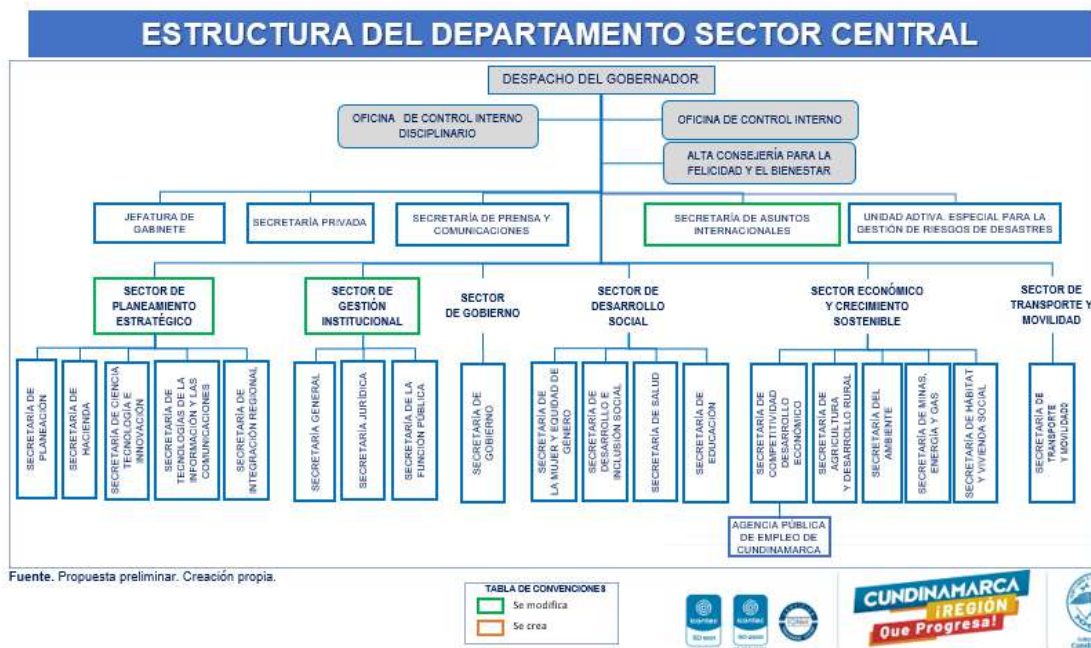 ESTRUCTURA DEL DEPARTAMENTO SECTOR CENTRAL
DESPACHO DEL GOBERNADOR
OFICINA DE CONTROL INTERNO
DISCIPLINARIO
OFICINA DE CONTROL INTERNO
ALTA CONSEJERÍA PARA LA
FELICIDAD Y EL BIENESTAR
JEFATURA DE
GABINETE
SECRETARÍA PRIVADA
SECRETARÍA DE PRENSA Y
COMUNICACIONES
SECRETARÍA DE ASUNTOS
INTERNACIONALES
UNIDAD ADTIVA. ESPECIAL PARA LA
GESTIÓN DE RIESGOS DE DESASTRES
SECTOR DE
PLANEAMIENTO
ESTRATÉGICO
SECTOR DE
GESTIÓN
INSTITUCIONAL
SECTOR
DE GOBIERNO
SECTOR DE
DESARROLLO
SOCIAL
SECTOR ECONÓMICO
Y CRECIMIENTO
SOSTENIBLE
SECTOR DE
TRANSPORTE Y
MOVILIDAD
SECRETARÍA DE
PLANEACIÓN
SECRETARÍA DE
HACIENDA
SECRETARÍA DE CIENCIA
TECNOLOGÍA E
INNOVACIÓN
SECRETARÍA DE
TECNOLOGÍAS DE LA
INFORMACIÓN Y LAS
COMUNICACIONES
SECRETARÍA DE
INTEGRACIÓN REGIONAL
SECRETARÍA GENERAL
SECRETARÍA JURÍDICA
SECRETARÍA DE LA
FUNCIÓN PÚBLICA
SECRETARÍA DE
GOBIERNO
SECRETARÍA DE
LA MUJER Y EQUIDAD DE
GÉNERO
SECRETARÍA DE
DESARROLLO E
INCLUSIÓN SOCIAL
SECRETARÍA DE SALUD
SECRETARÍA DE
EDUCACIÓN
SECRETARÍA DE
COMPETITIVIDAD
DESARROLLO
ECONÓMICO
SECRETARÍA DE
AGRICULTURA
Y DESARROLLO RURAL
SECRETARÍA DEL
AMBIENTE
SECRETARÍA DE MINAS,
ENERGÍA Y GAS
SECRETARÍA DE HÁBITAT
Y VIVIENDA SOCIAL
SECRETARÍA DE
TRANSPORTE
Y MOVILIDAD
AGENCIA PÚBLICA
DE EMPLEO DE
CUNDINAMARCA
Fuente. Propuesta preliminar. Creación propia.
TABLA DE CONVENCIONES
Se modifica
Se crea
icontec
ISO 9001
icontec
CUNDINAMARCA
¡REGIÓN
Que Progresa!